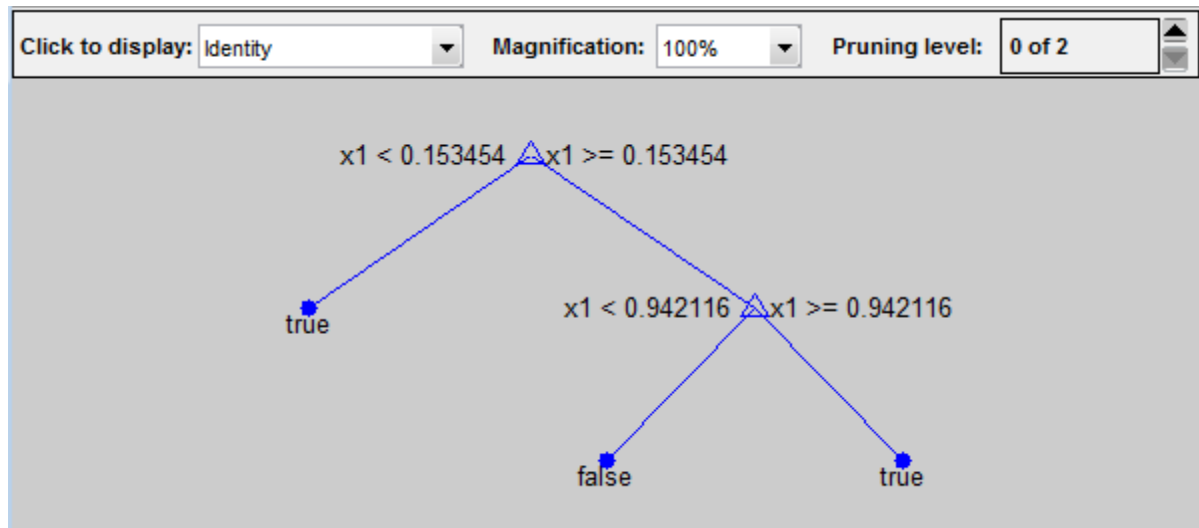 Click to display: Identity Magnification: 100% Pruning level: 0 of 2
x1 < 0.153454 x1 >= 0.153454
true
x1 < 0.942116 x1 >= 0.942116
false true